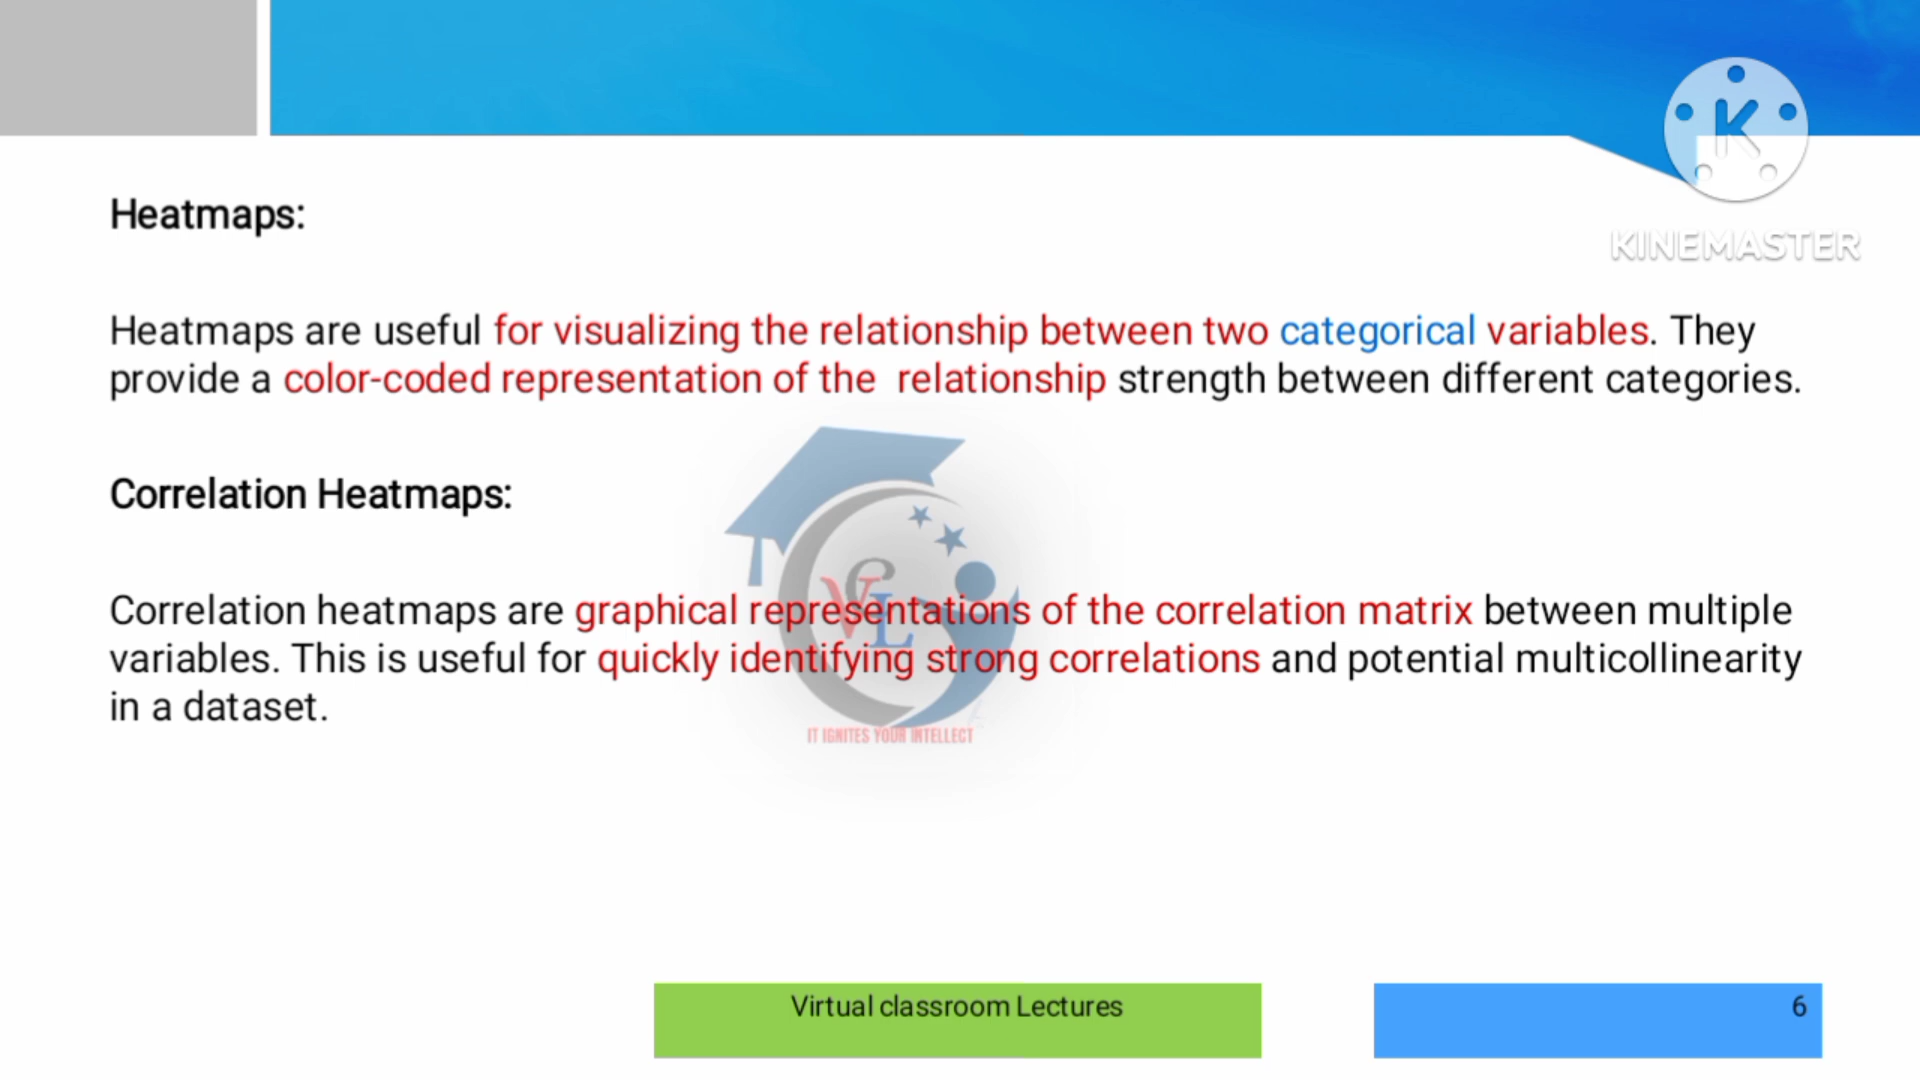 K
KINEMASTER
Heatmaps:
Heatmaps are useful for visualizing the relationship between two categorical variables. They
provide a color-coded representation of the relationship strength between different categories.
Correlation Heatmaps:
Correlation heatmaps are graphical representations of the correlation matrix between multiple
variables. This is useful for quickly identifying strong correlations and potential multicollinearity
in a dataset.
VCL
IT IGNITES YOUR INTELLECT
Virtual classroom Lectures
6